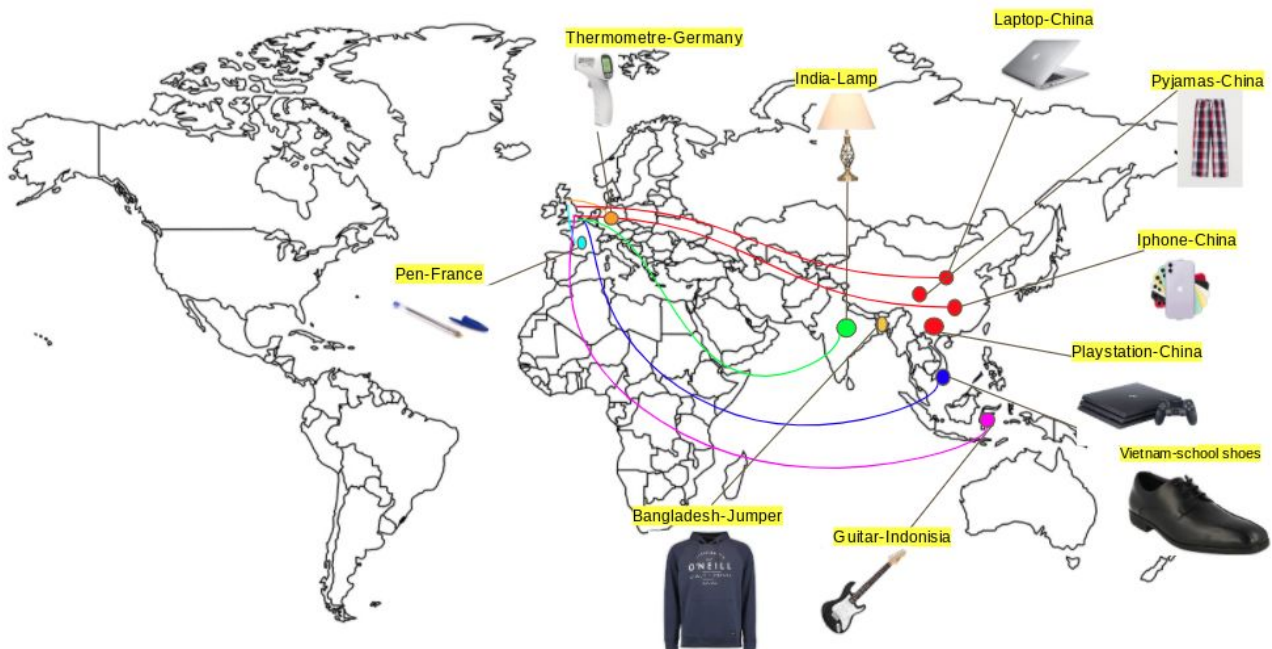 Laptop-China
Thermometre-Germany
India-Lamp
Pyjamas-China
Iphone-China
Pen-France
Playstation-China
Vietnam-school shoes
Bangladesh-Jumper
Guitar-Indonisia
O'NEILL